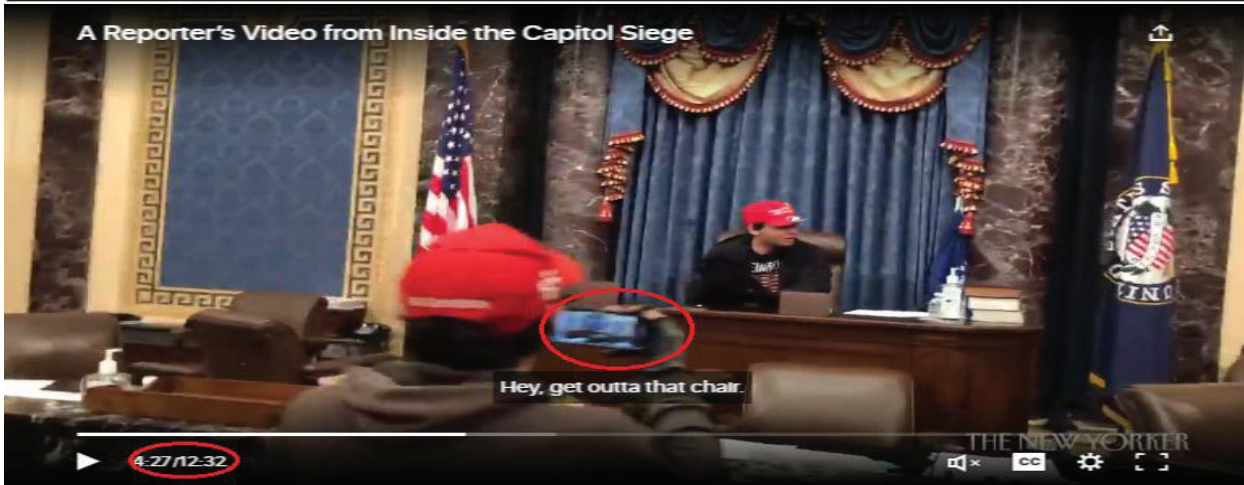 A Reporter's Video from Inside the Capitol Siege
Hey, get outta that chair.
THE NEW YORKER
4:27/12:32
CC